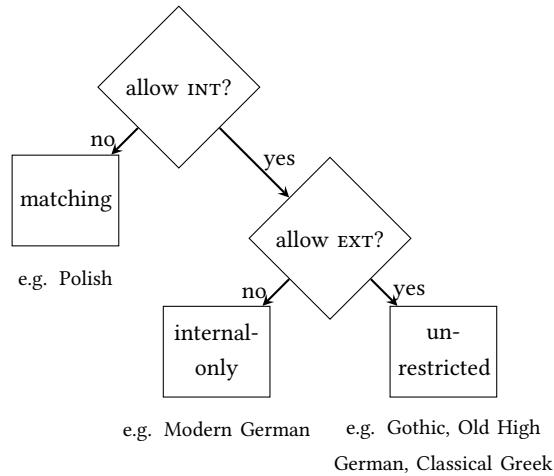 allow INT?
no
yes
matching
e.g. Polish
allow EXT?
no
yes
internal-
only
un-
restricted
e.g. Modern German
e.g. Gothic, Old High
German, Classical Greek